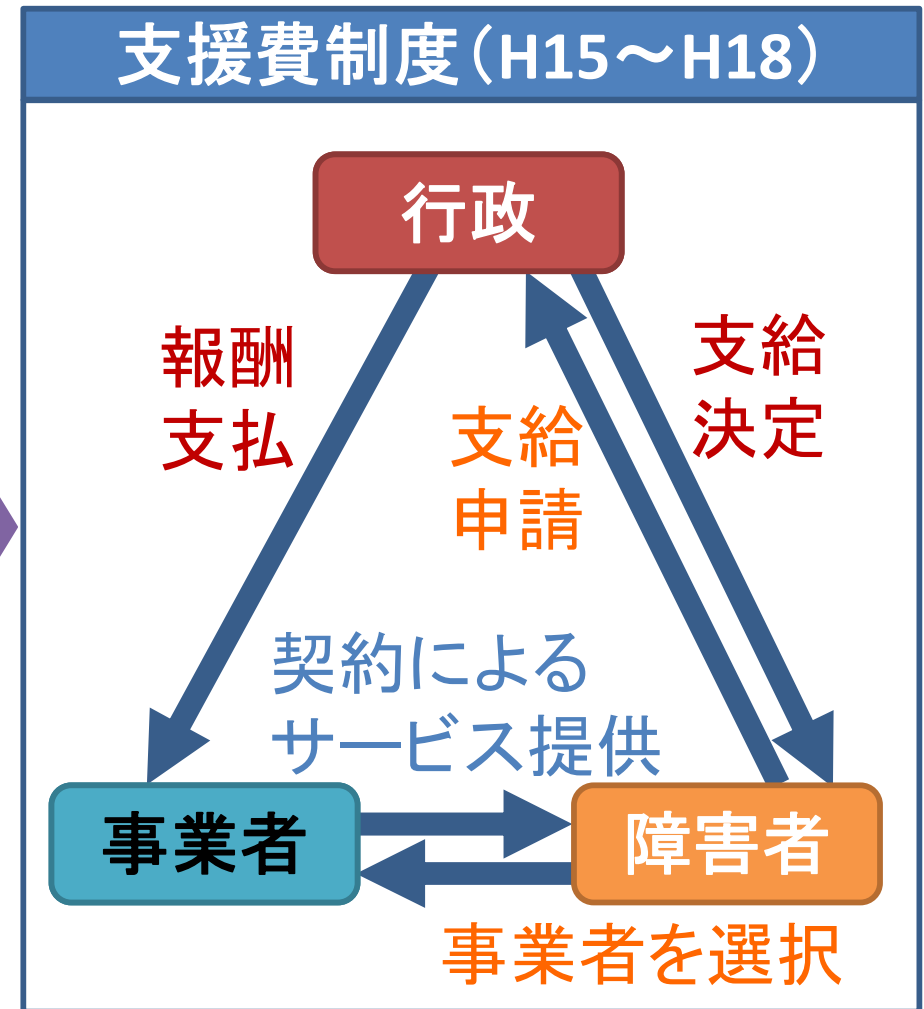 支援費制度（H15～H18）
行政
報酬
支払
支給
申請
支給
決定
契約による
サービス提供
事業者
障害者
事業者を選択